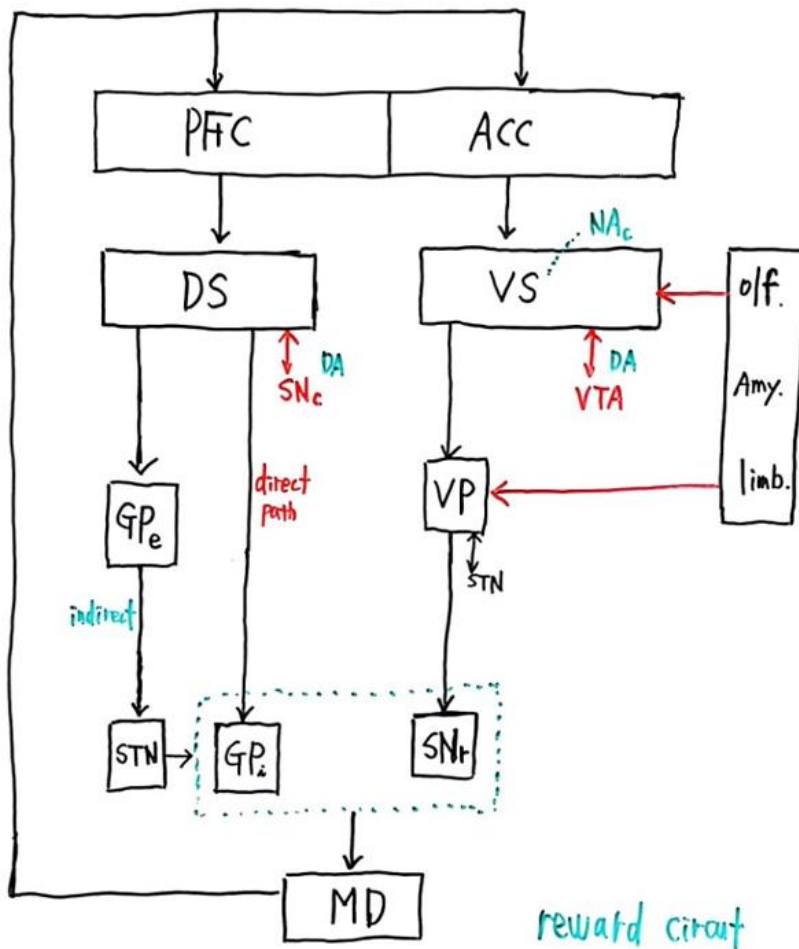 PFC ACC
NAc
DS VS olf.
DA DA
SNc VTA Amy.
direct
path
VP limb.
GPe
STN
indirect
STN GPi SNr
MD
reward ciruit